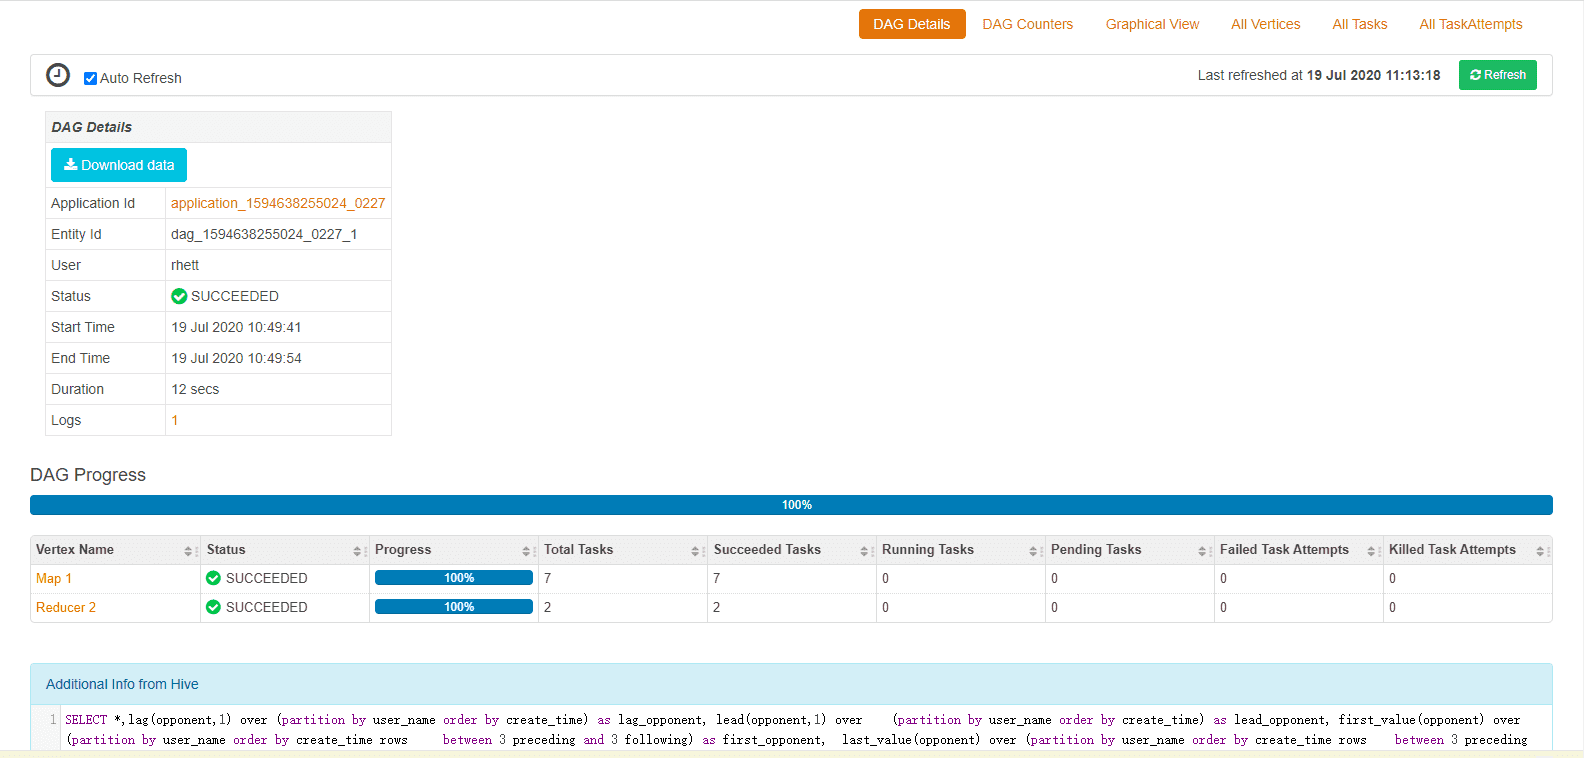 DAG Details DAG Counters Graphical View All Vertices All Tasks All TaskAttempts
Auto Refresh Last refreshed at 19 Jul 2020 11:13:18 Refresh
DAG Details
Download data
Application Id application_1594638255024_0227
Entity Id dag_1594638255024_0227_1
User rhett
Status SUCCEEDED
Start Time 19 Jul 2020 10:49:41
End Time 19 Jul 2020 10:49:54
Duration 12 secs
Logs 1
DAG Progress
100%
Vertex Name Status Progress Total Tasks Succeeded Tasks Running Tasks Pending Tasks Failed Task Attempts Killed Task Attempts
Map 1 SUCCEEDED 100% 7 7 0 0 0 0
Reducer 2 SUCCEEDED 100% 2 2 0 0 0 0
Additional Info from Hive
1 SELECT *,lag(opponent,1) over (partition by user_name order by create_time) as lag_opponent, lead(opponent,1) over (partition by user_name order by create_time) as lead_opponent, first_value(opponent) over
(partition by user_name order by create_time rows between 3 preceding and 3 following) as first_opponent, last_value(opponent) over (partition by user_name order by create_time rows between 3 preceding